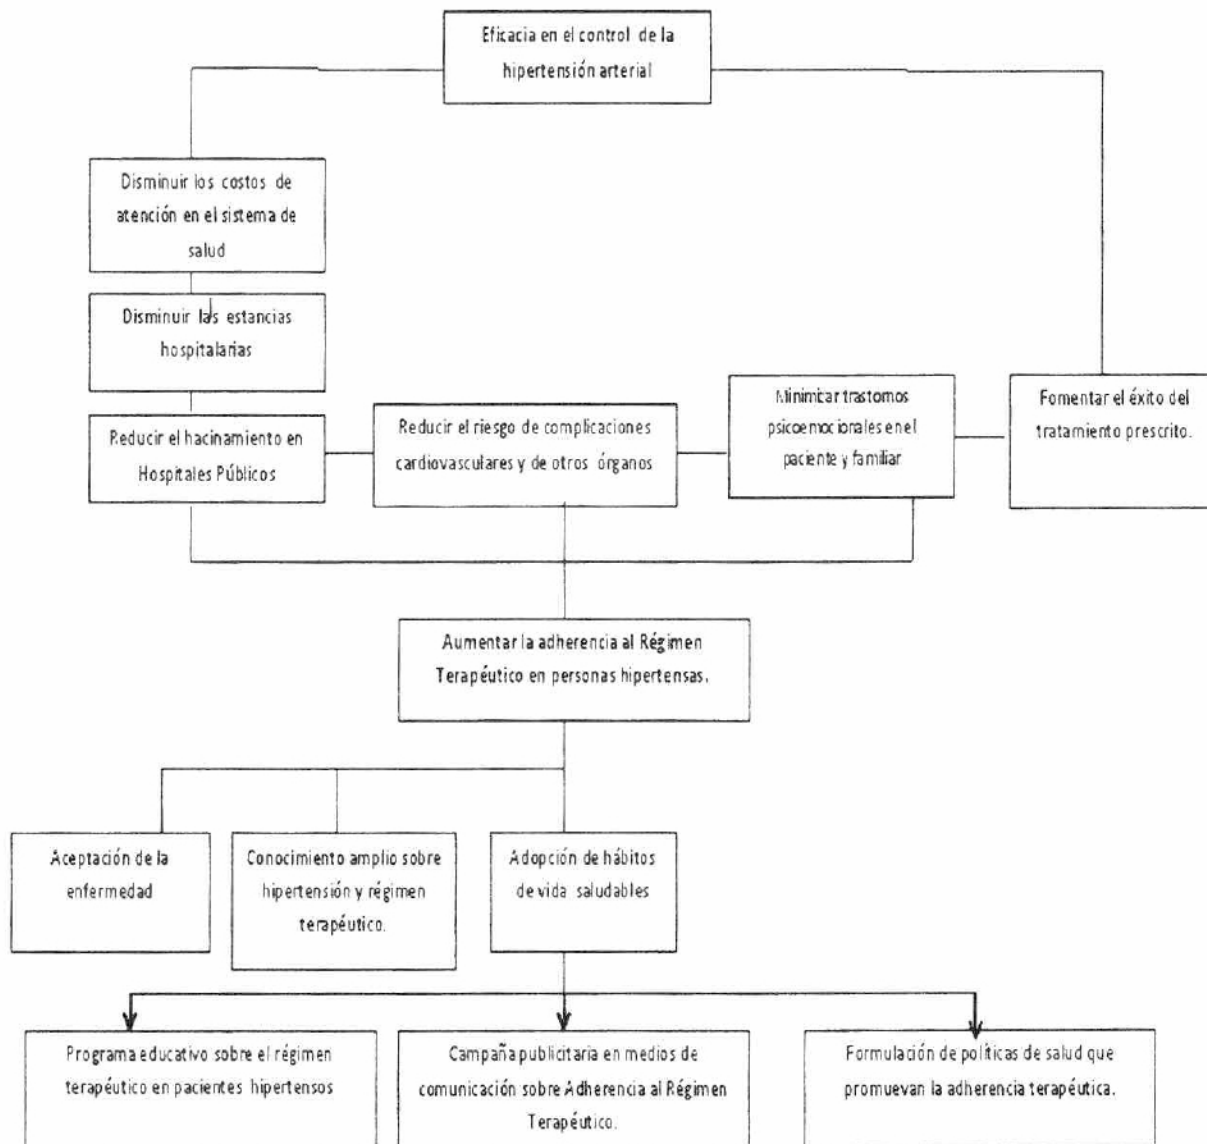 Eficacia en el control de la
hipertensión arterial
Disminuir los costos de
atención en el sistema de
salud
Disminuir las estancias
hospitalarias
Reducir el hacinamiento en
Hospitales Públicos
Reducir el riesgo de complicaciones
cardiovasculares y de otros órganos
Minimizar trastornos
psicoemocionales en el
paciente y familiar
Fomentar el éxito del
tratamiento prescrito.
Aumentar la adherencia al Régimen
Terapéutico en personas hipertensas.
Aceptación de la
enfermedad
Conocimiento amplio sobre
hipertensión y régimen
terapéutico.
Adopción de hábitos
de vida saludables
Programa educativo sobre el régimen
terapéutico en pacientes hipertensos
Campaña publicitaria en medios de
comunicación sobre Adherencia al Régimen
Terapéutico.
Formulación de políticas de salud que
promuevan la adherencia terapéutica.